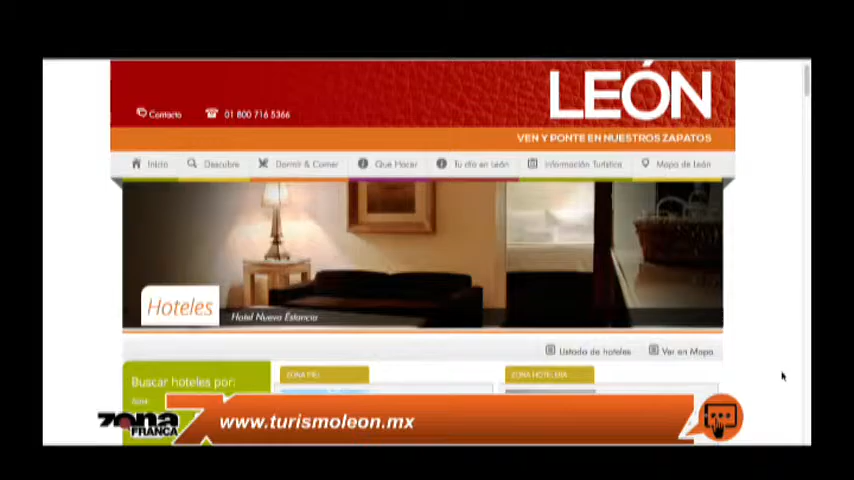 LEÓN
Contacto
01 800 716 5366
VEN Y PONTE EN NUESTROS ZAPATOS
Inicio
Descubre
Dormir & Comer
Que Hacer
Tu día en León
Información Turística
Mapa de León
Hoteles
Hotel Nueva Estancia
Listado de hoteles
Ver en Mapa
Buscar hoteles por:
ZONA PIEL
ZONA HOTELERA
zona
FRANCA
www.turismoleon.mx